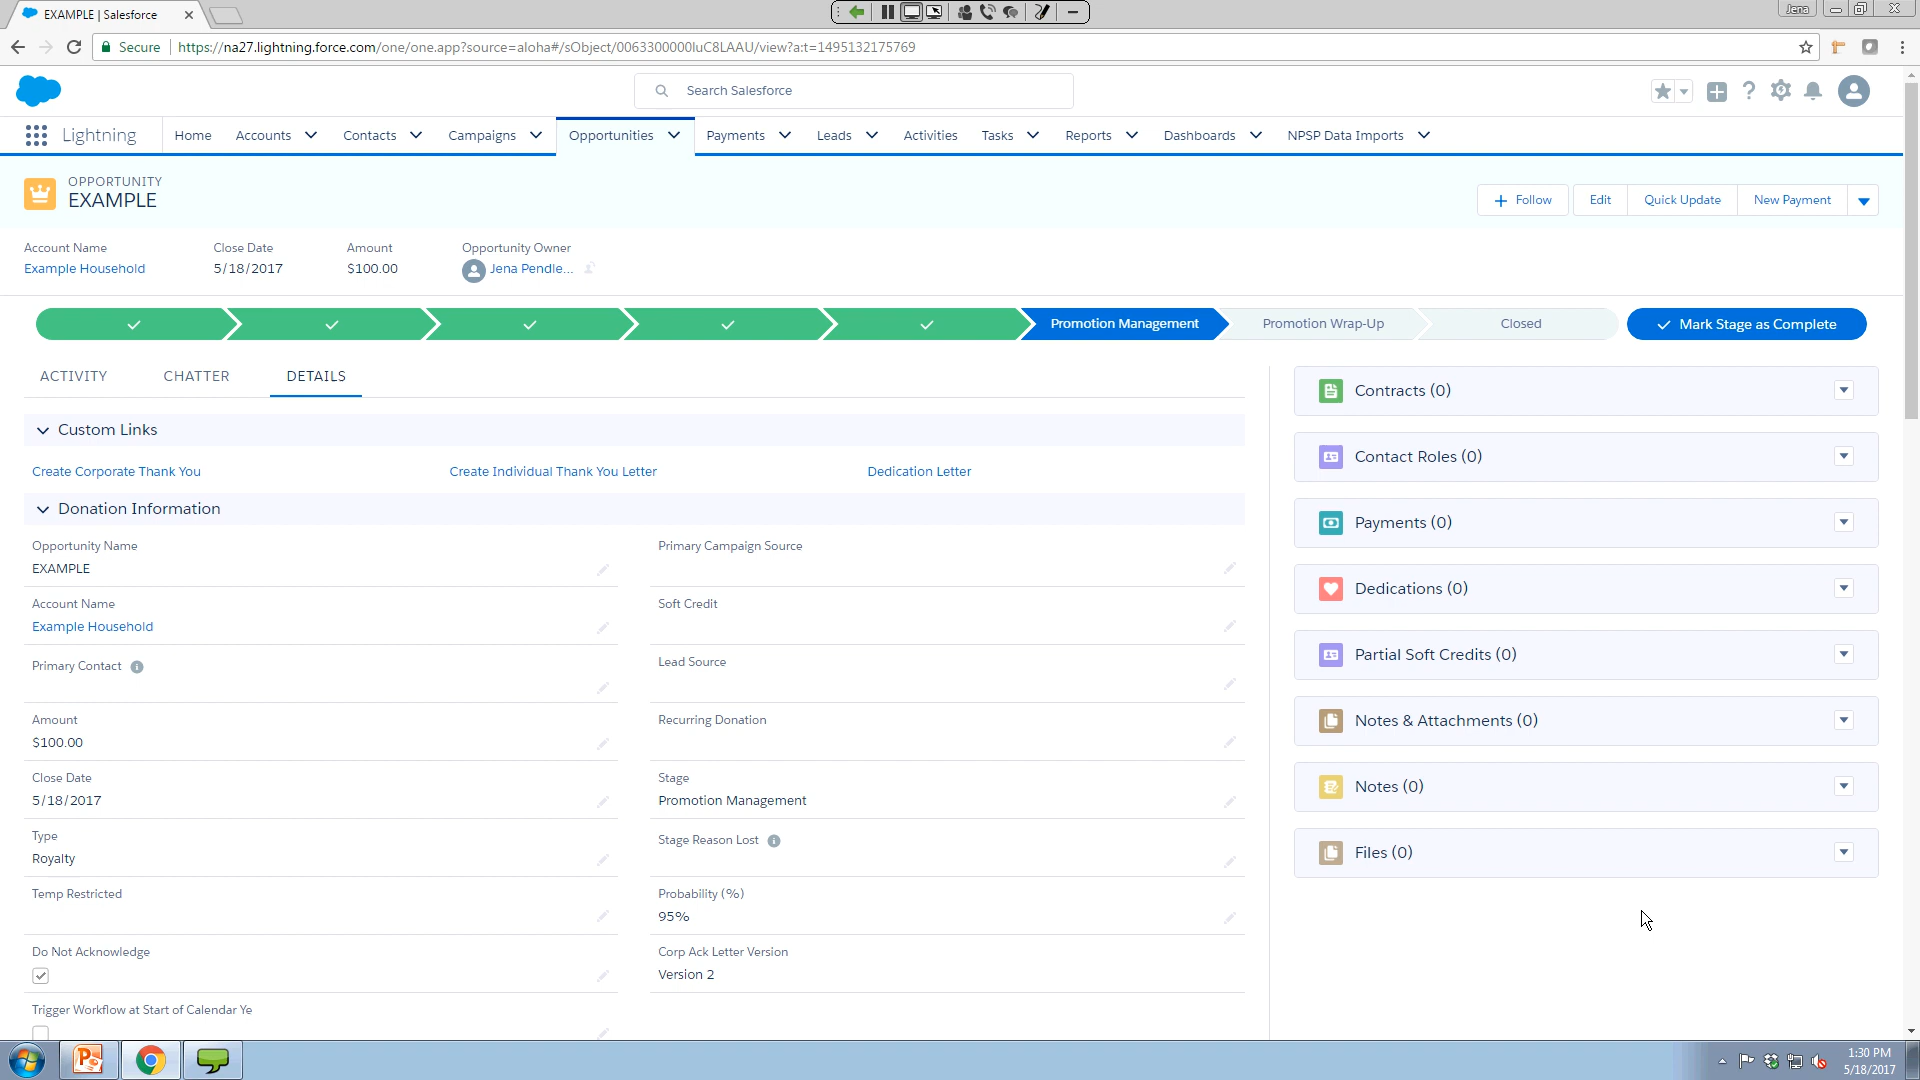 EXAMPLE | Salesforce
Jena
Secure
https://na27.lightning.force.com/one/one.app?source=aloha#/sObject/0063300000IuC8LAAU/view?a:t=1495132175769
Search Salesforce
Lightning Home Accounts Contacts Campaigns Opportunities Payments Leads Activities Tasks Reports Dashboards NPSP Data Imports
OPPORTUNITY
EXAMPLE
Follow Edit Quick Update New Payment
Account Name Close Date Amount Opportunity Owner
Example Household 5/18/2017 $100.00 Jena Pendle...
Promotion Management Promotion Wrap-Up Closed Mark Stage as Complete
ACTIVITY CHATTER DETAILS
Custom Links
Create Corporate Thank You Create Individual Thank You Letter Dedication Letter
Donation Information
Opportunity Name
EXAMPLE
Account Name
Example Household
Primary Contact
Amount
$100.00
Close Date
5/18/2017
Type
Royalty
Temp Restricted
Do Not Acknowledge
Trigger Workflow at Start of Calendar Ye
Primary Campaign Source
Soft Credit
Lead Source
Recurring Donation
Stage
Promotion Management
Stage Reason Lost
Probability (%)
95%
Corp Ack Letter Version
Version 2
Contracts (0)
Contact Roles (0)
Payments (0)
Dedications (0)
Partial Soft Credits (0)
Notes & Attachments (0)
Notes (0)
Files (0)
1:30 PM
5/18/2017